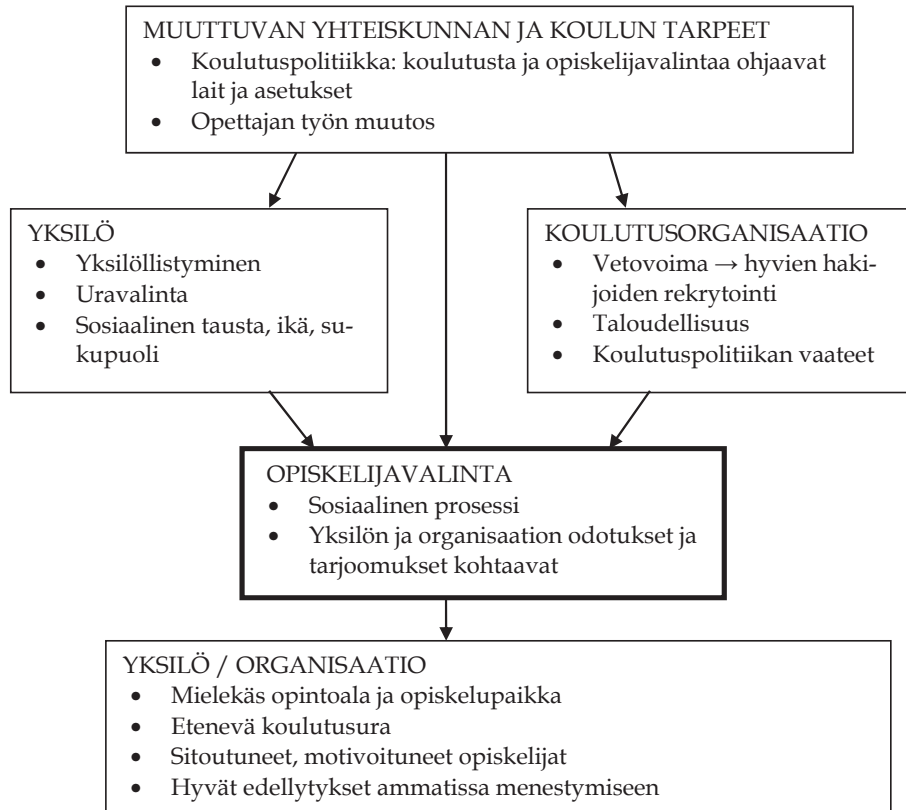 MUUTTUVAN YHTEISKUNNAN JA KOULUN TARPEET
• Koulutuspolitiikka: koulutusta ja opiskelijavalintaa ohjaavat
lait ja asetukset
• Opettajan työn muutos
YKSILÖ
• Yksilöllistyminen
• Uravalinta
• Sosiaalinen tausta, ikä, su-
kupuoli
KOULUTUSORGANISAATIO
• Vetovoima → hyvien haki-
joiden rekrytointi
• Taloudellisuus
• Koulutuspolitiikan vaateet
OPISKELIJAVALINTA
• Sosiaalinen prosessi
• Yksilön ja organisaation odotukset ja
tarjoomukset kohtaavat
YKSILÖ / ORGANISAATIO
• Mielekäs opintoala ja opiskelupaikka
• Etenevä koulutusura
• Sitoutuneet, motivoituneet opiskelijat
• Hyvät edellytykset ammatissa menestymiseen